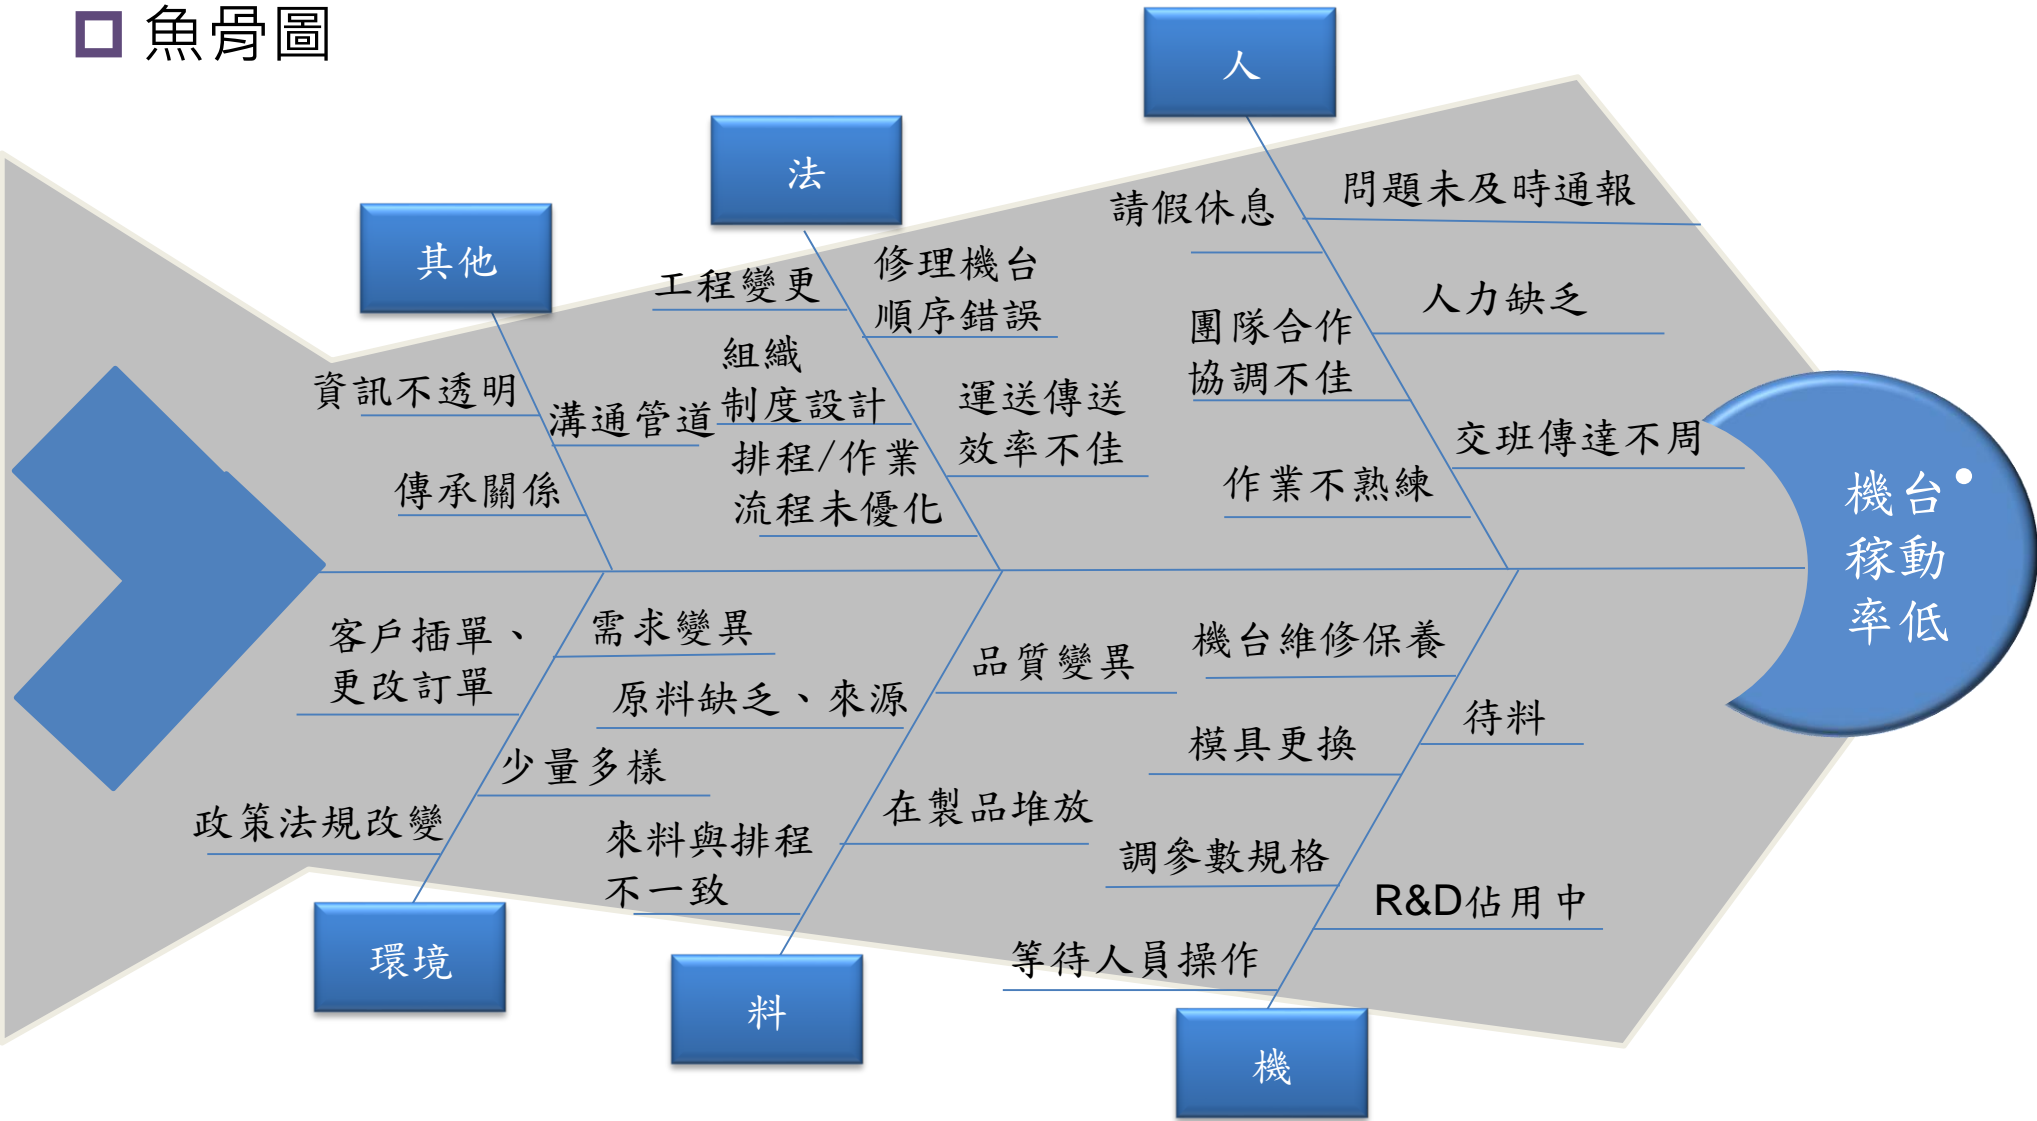 魚骨圖
人
法
其他
請假休息
問題未及時通報
團隊合作
協調不佳
人力缺乏
作業不熟練
交班傳達不周
工程變更
修理機台
順序錯誤
組織
制度設計
運送傳送
效率不佳
排程/作業
流程未優化
資訊不透明
溝通管道
傳承關係
機台
稼動
率低
客戶插單、
更改訂單
需求變異
少量多樣
政策法規改變
品質變異
原料缺乏、來源
在製品堆放
來料與排程
不一致
機台維修保養
待料
模具更換
調參數規格
R&D佔用中
等待人員操作
環境
料
機